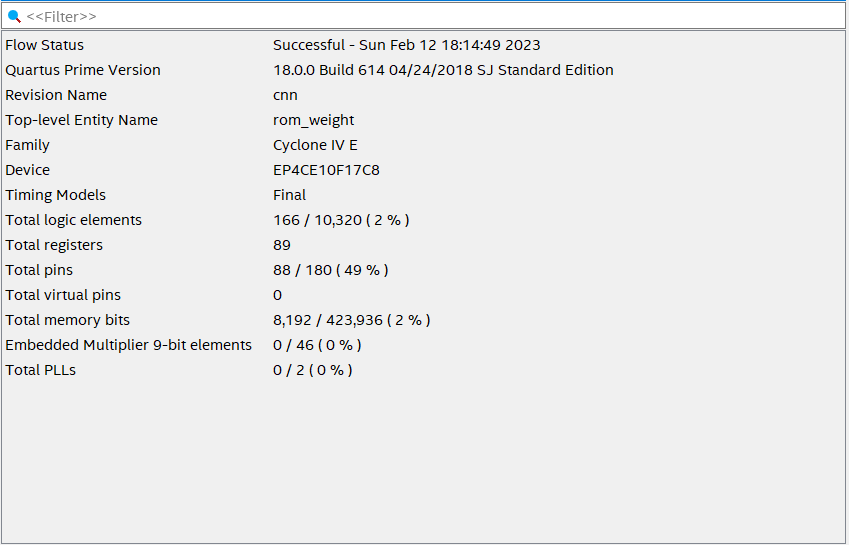 <<Filter>>
Flow Status Successful - Sun Feb 12 18:14:49 2023
Quartus Prime Version 18.0.0 Build 614 04/24/2018 SJ Standard Edition
Revision Name cnn
Top-level Entity Name rom_weight
Family Cyclone IV E
Device EP4CE10F17C8
Timing Models Final
Total logic elements 166 / 10,320 ( 2 % )
Total registers 89
Total pins 88 / 180 ( 49 % )
Total virtual pins 0
Total memory bits 8,192 / 423,936 ( 2 % )
Embedded Multiplier 9-bit elements 0 / 46 ( 0 % )
Total PLLs 0 / 2 ( 0 % )